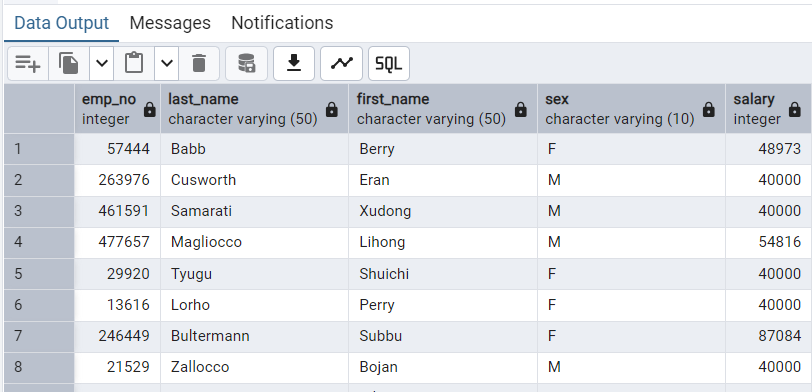 Data Output Messages Notifications
SQL
emp_no last_name first_name sex salary
integer character varying (50) character varying (50) character varying (10) integer
1 57444 Babb Berry F 48973
2 263976 Cusworth Eran M 40000
3 461591 Samarati Xudong M 40000
4 477657 Magliocco Lihong M 54816
5 29920 Tyugu Shuichi F 40000
6 13616 Lorho Perry F 40000
7 246449 Bultermann Subbu F 87084
8 21529 Zallocco Bojan M 40000